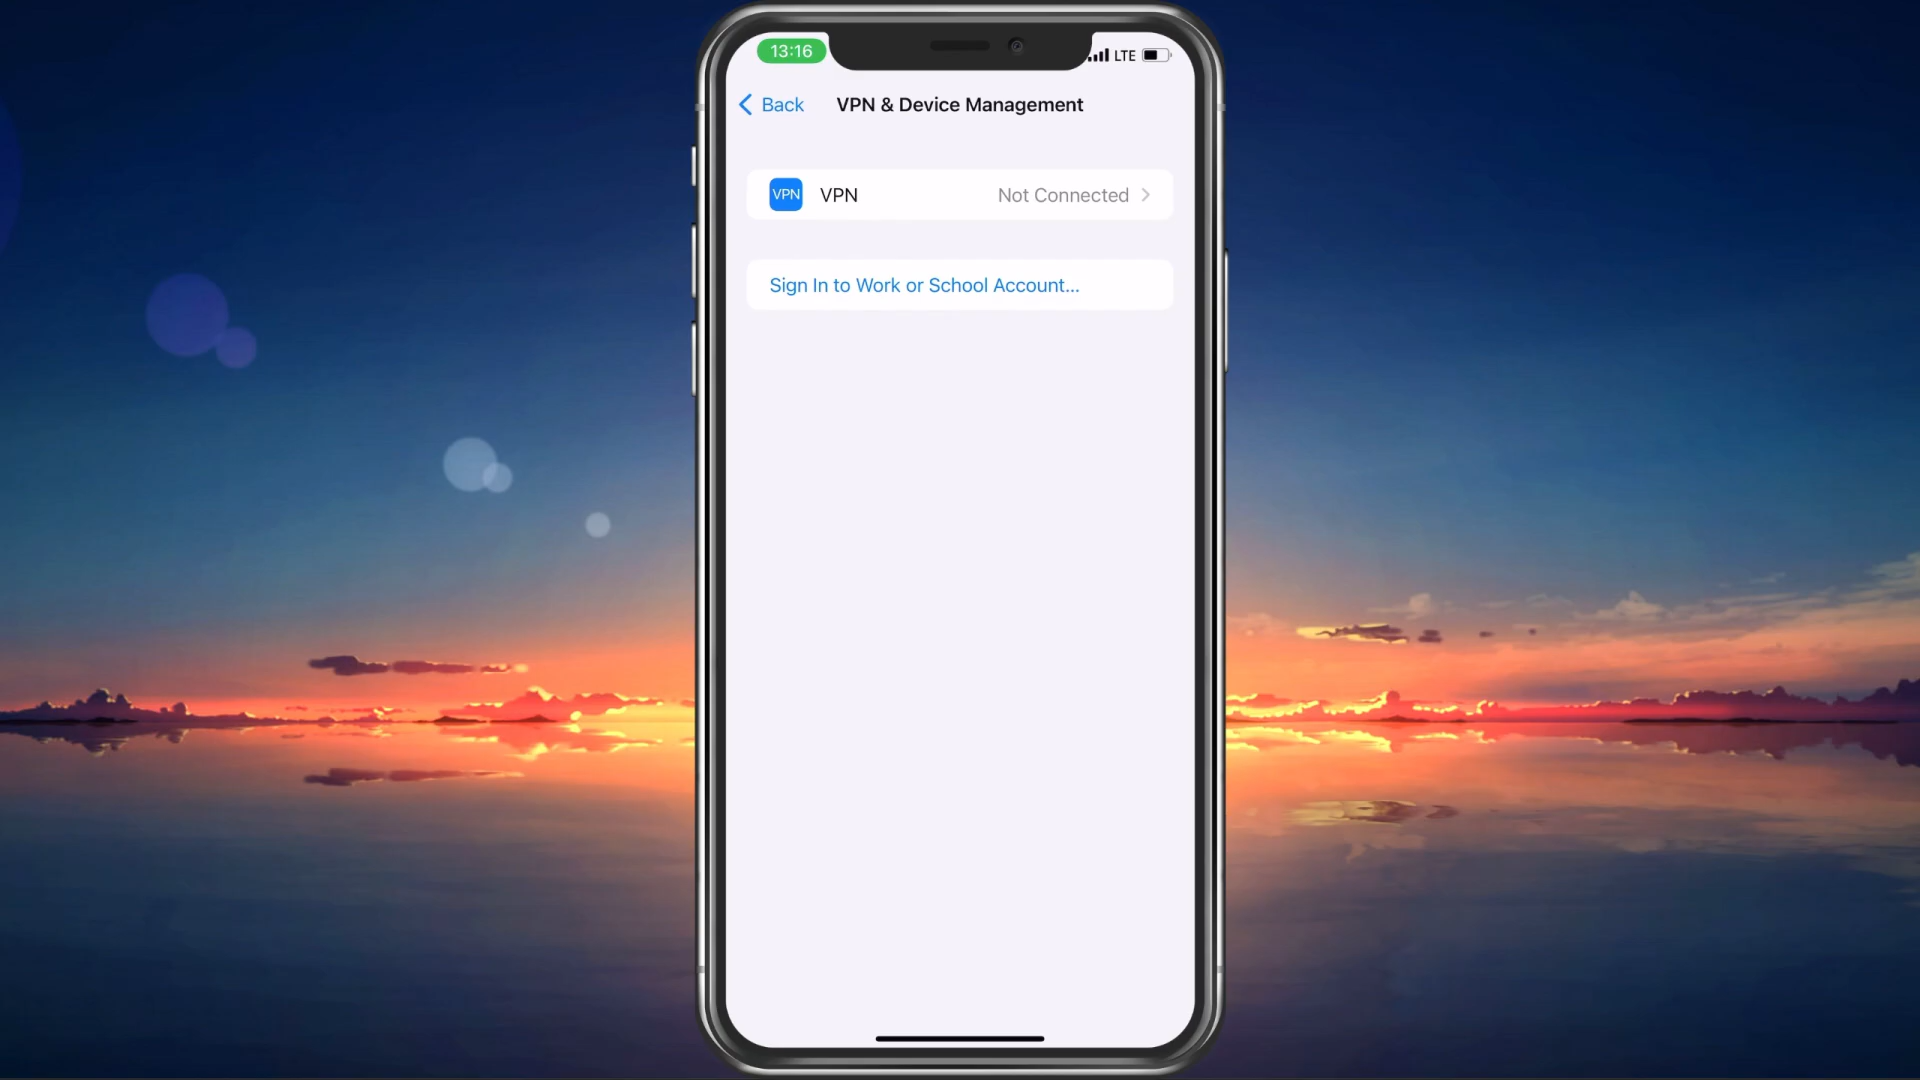 13:16
LTE
Back
VPN & Device Management
VPN
VPN
Not Connected
Sign In to Work or School Account...